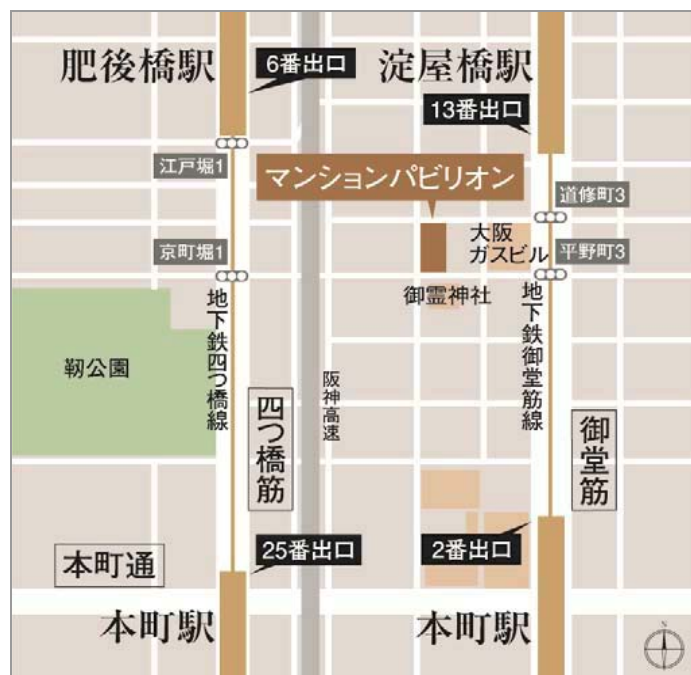 肥後橋駅
6番出口
淀屋橋駅
13番出口
江戸堀1
マンションパビリオン
道修町3
京町堀1
大阪
ガスビル
平野町3
御霊神社
地下鉄四つ橋線
地下鉄御堂筋線
靱公園
阪神高速
四つ橋筋
御堂筋
25番出口
2番出口
本町通
本町駅
本町駅
N